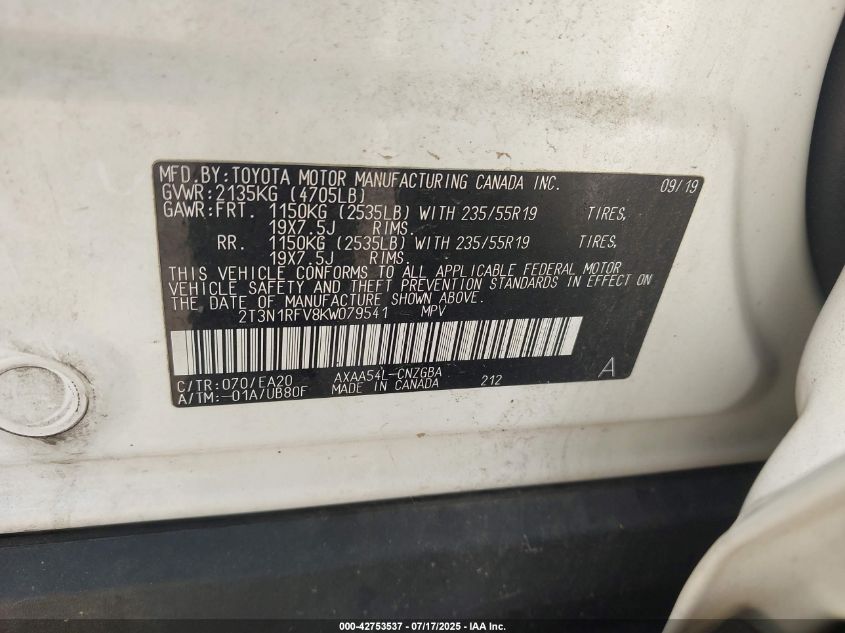 MFD.BY:TOYOTA MOTOR MANUFACTURING CANADA INC. 09/19
GVWR:2135KG (4705LB)
GAWR:FRT. 1150KG (2535LB) WITH 235/55R19 TIRES,
19X7.5J RIMS.
RR. 1150KG (2535LB) WITH 235/55R19 TIRES,
19X7.5J RIMS.
THIS VEHICLE CONFORMS TO ALL APPLICABLE FEDERAL MOTOR
VEHICLE SAFETY AND THEFT PREVENTION STANDARDS IN EFFECT ON
THE DATE OF MANUFACTURE SHOWN ABOVE.
2T3N1RFV8KW079541 MPV
C/TR:070/EA20 AXAA54L-CNZGBA 212 A
A/TM:-01A/UB80F MADE IN CANADA
000-42753537 - 07/17/2025 - IAA Inc.